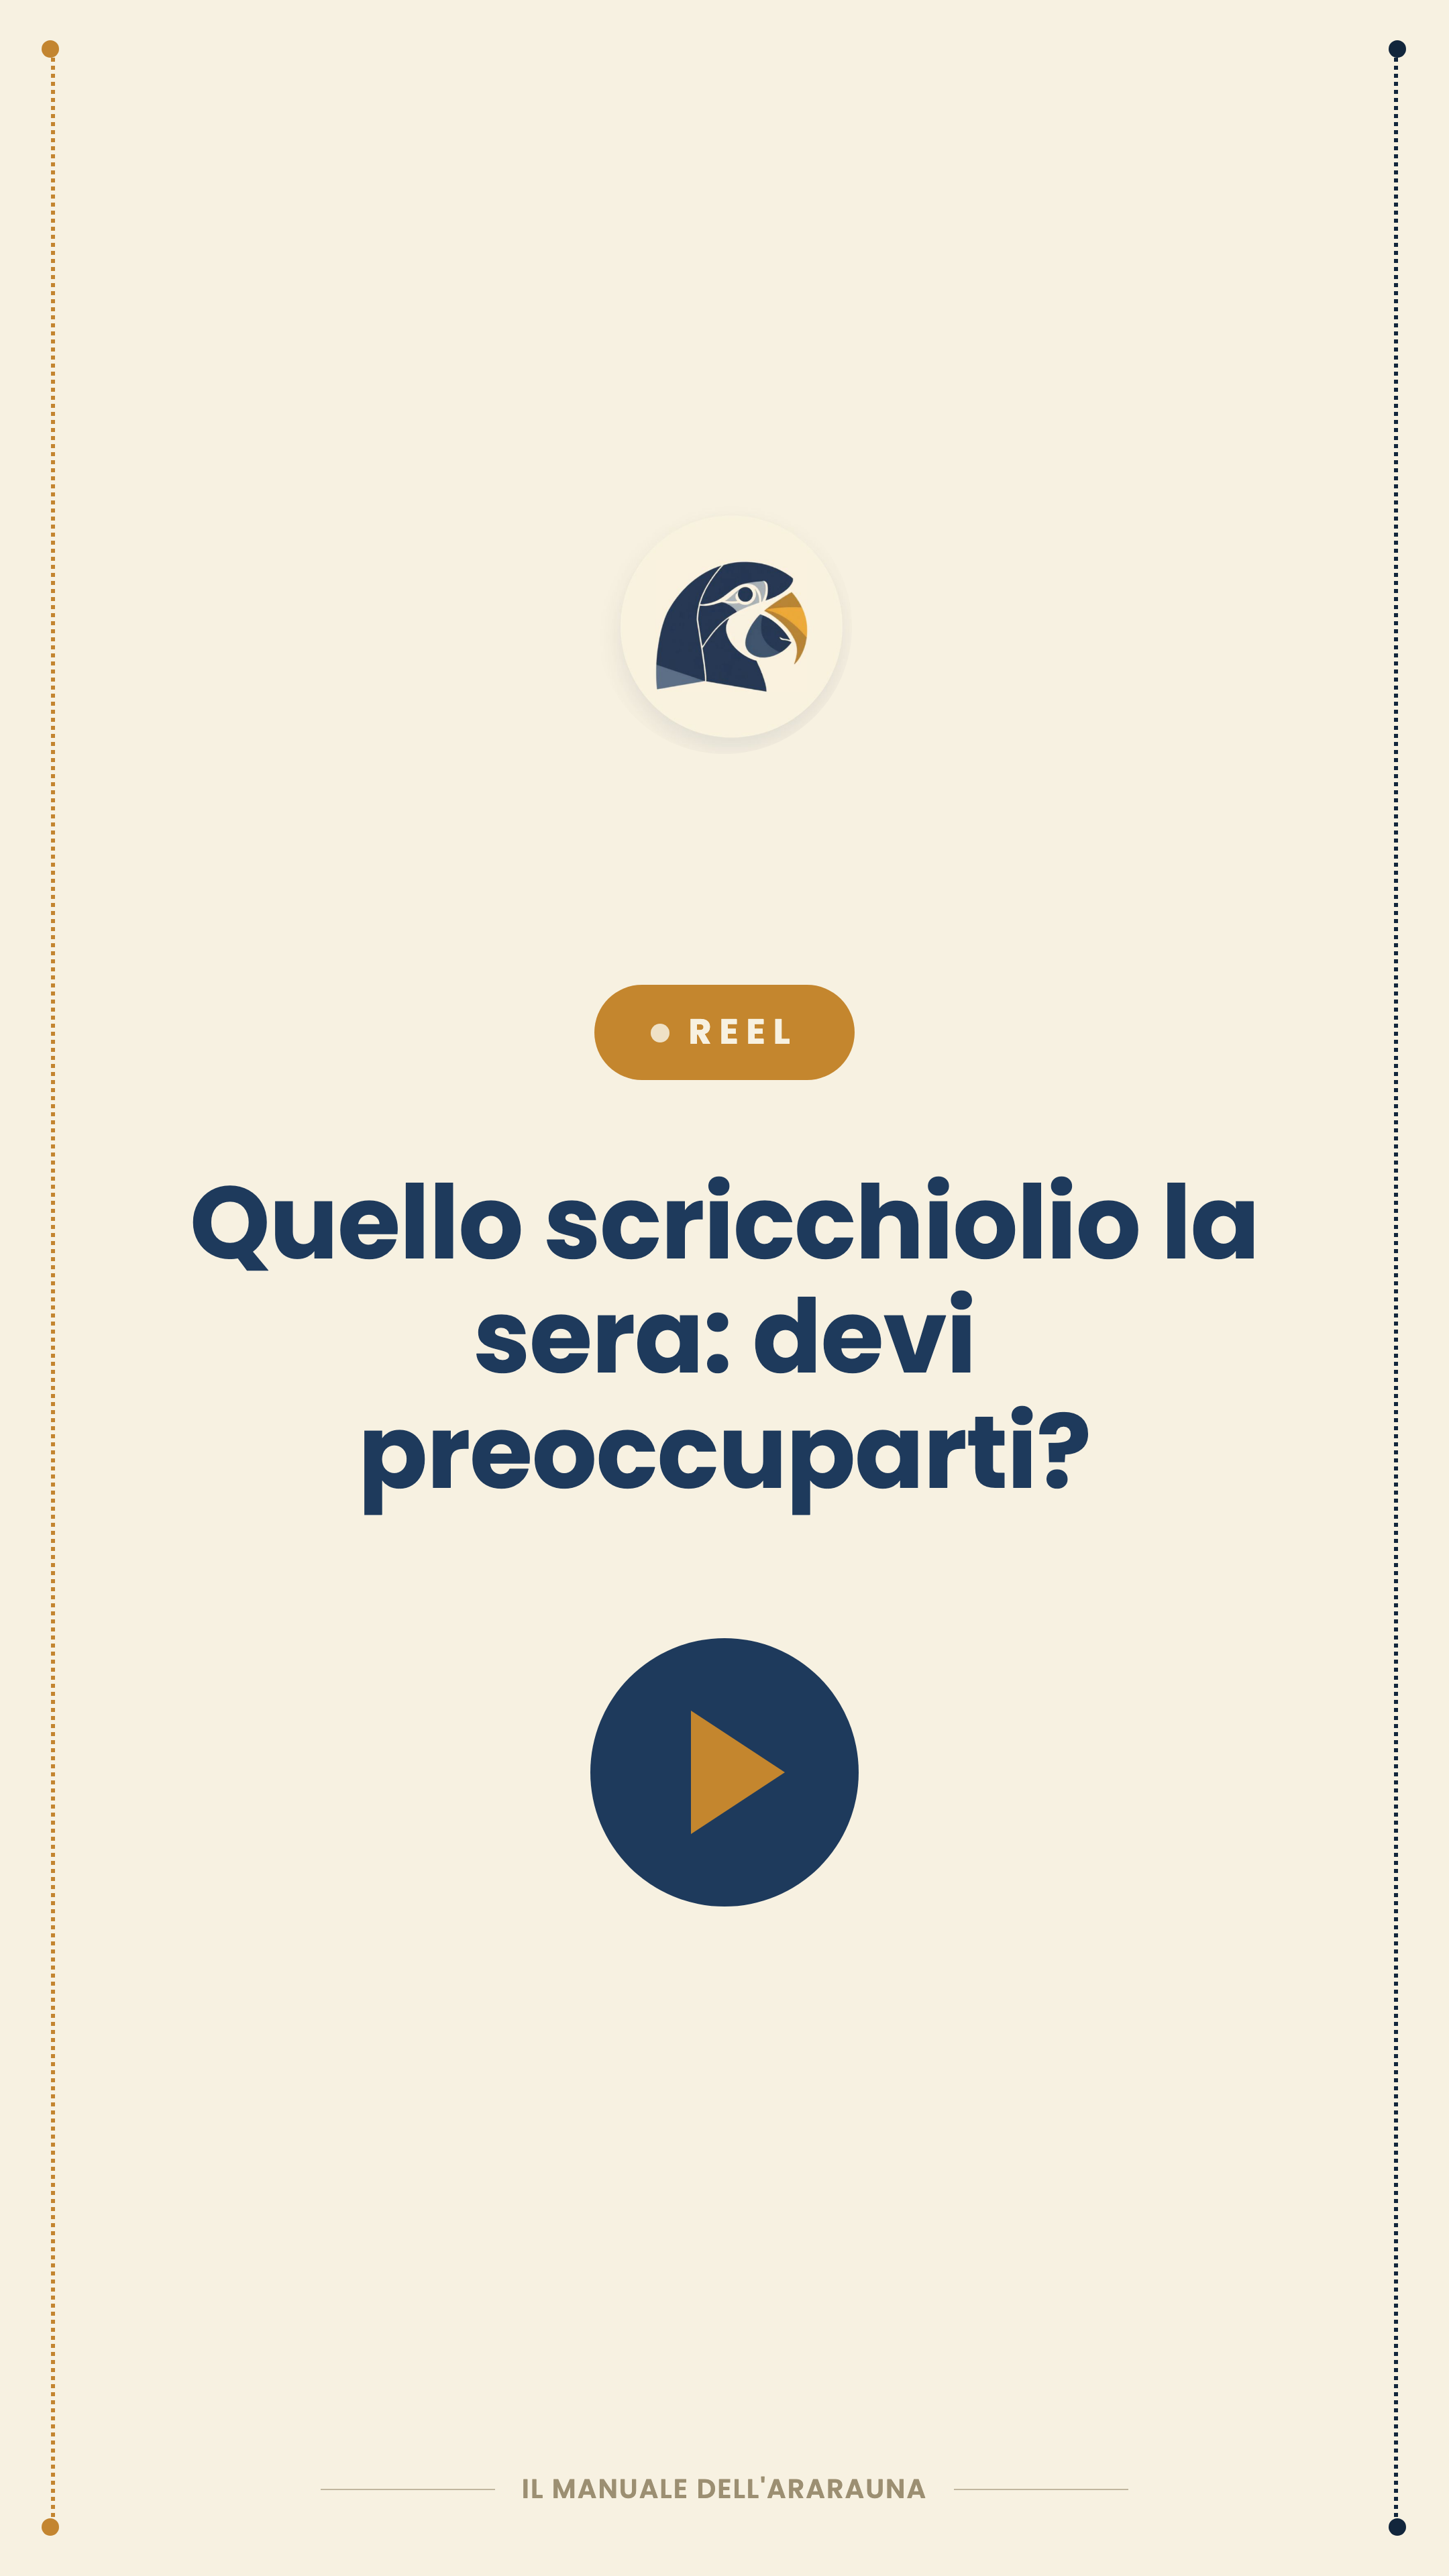 REEL
Quello scricchiolio la
sera: devi
preoccuparti?
IL MANUALE DELL'ARARAUNA